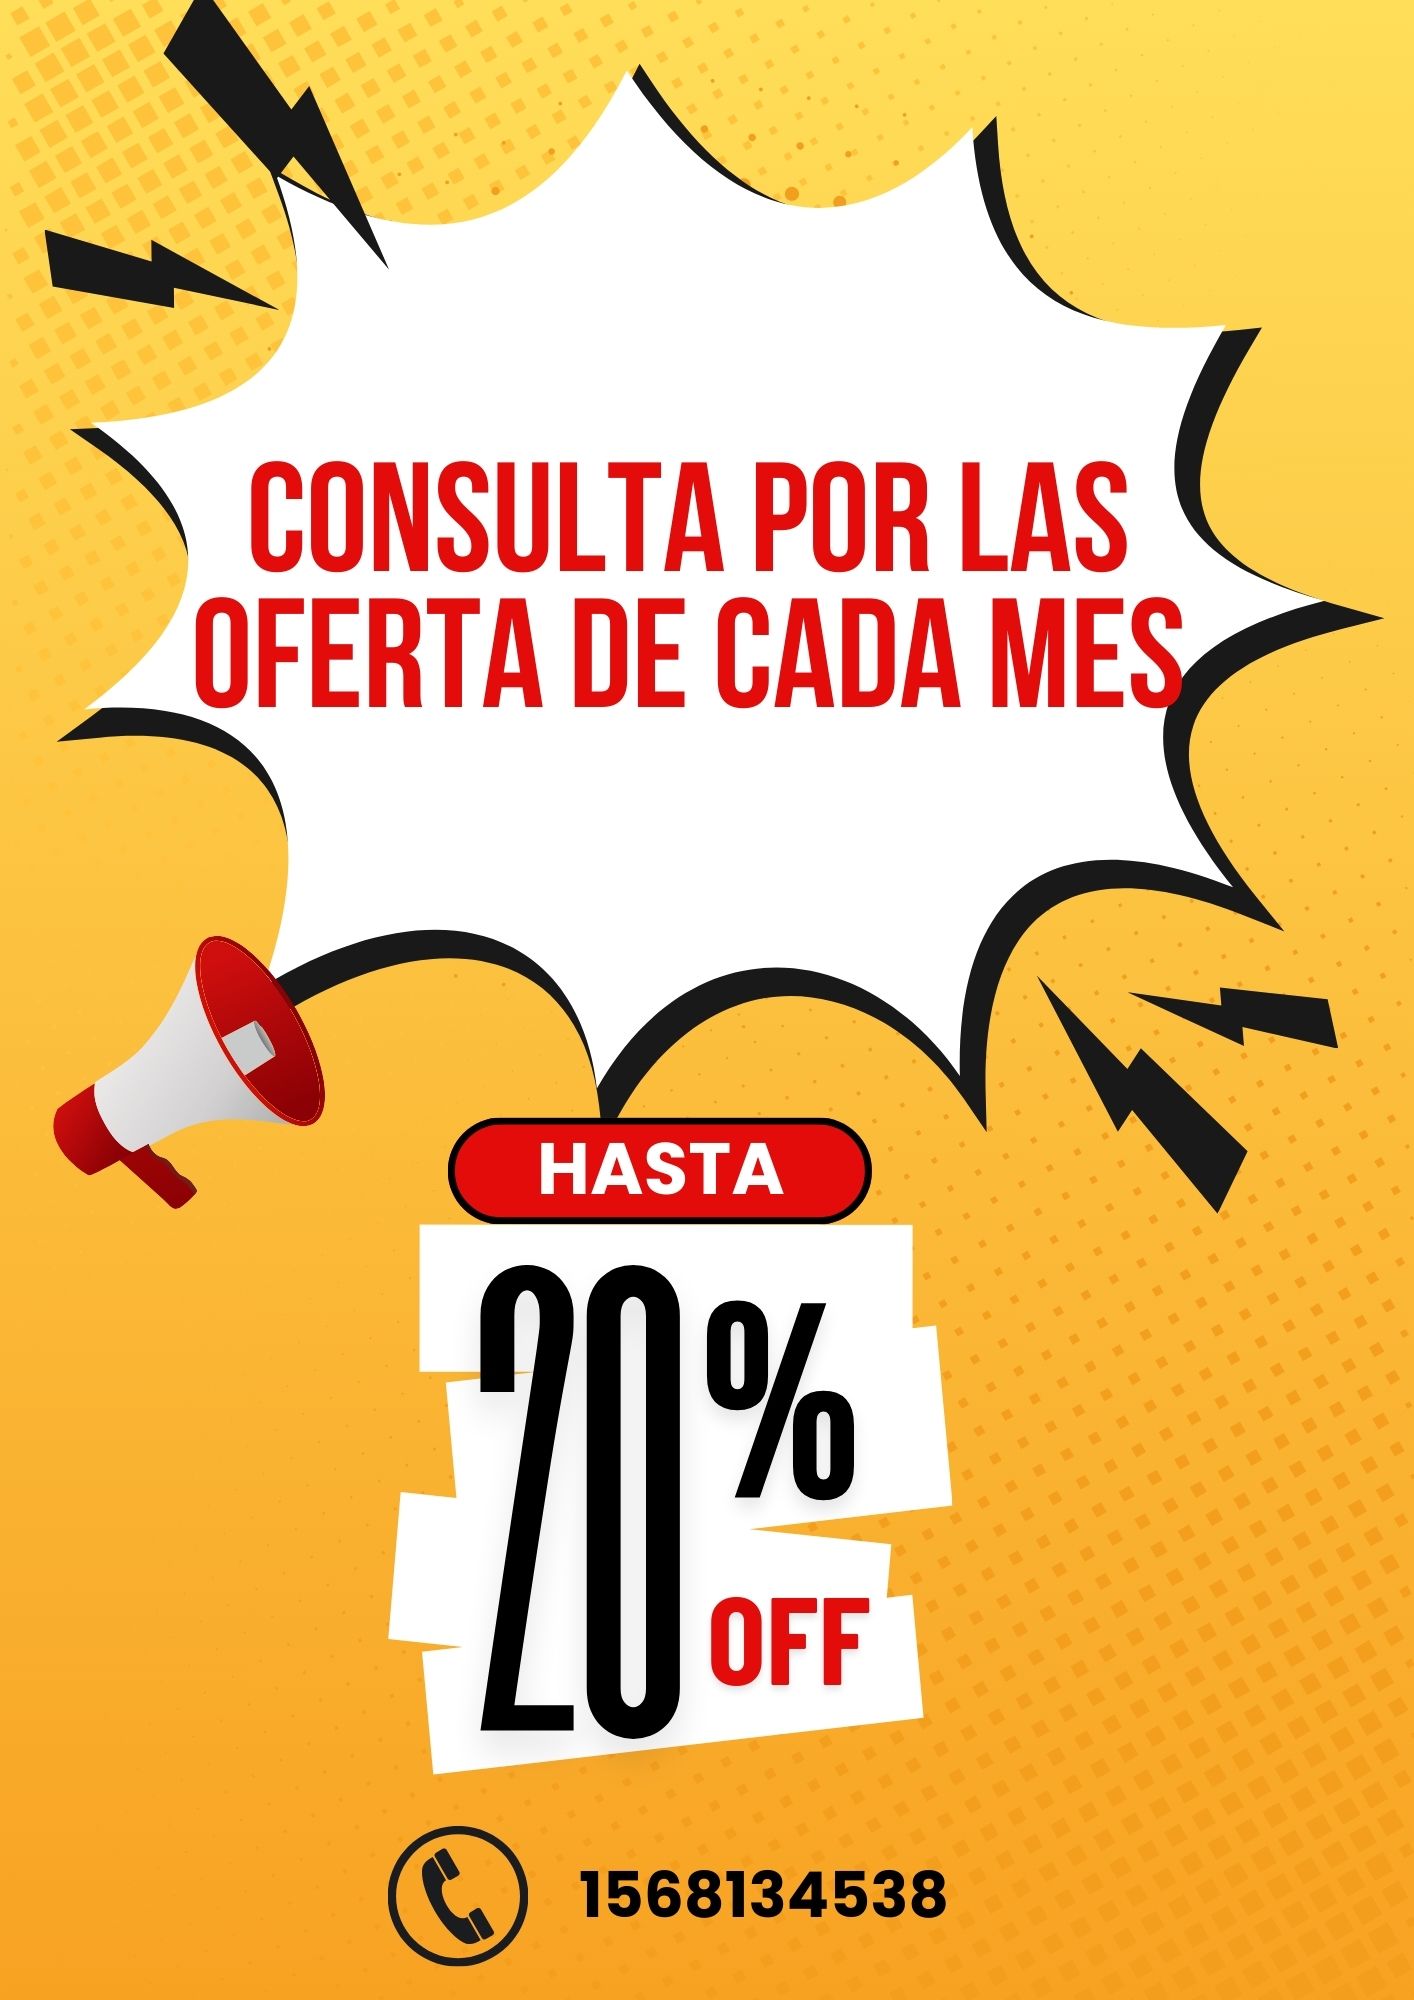 CONSULTA POR LAS
OFERTA DE CADA MES
HASTA
20%
OFF
1568134538